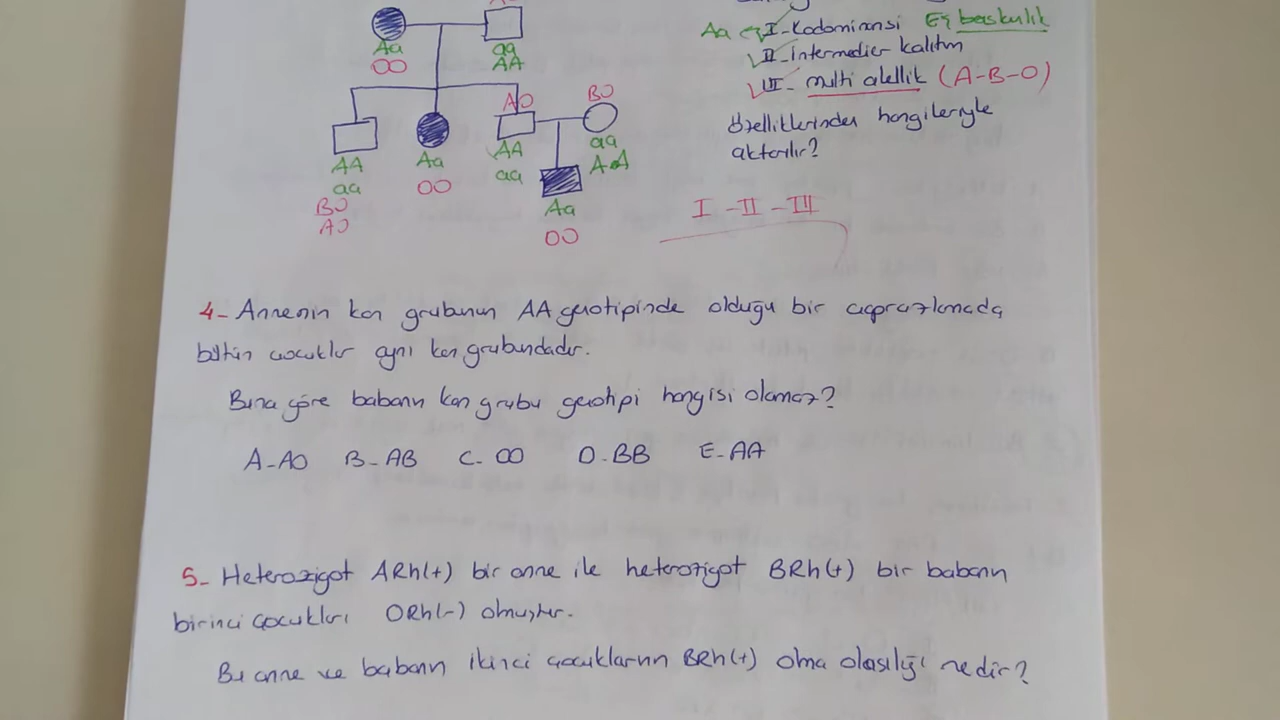 Aa I-Kodominansi Eş baskınlık
II-intermedier kalıtım
III- multi alellik (A-B-O)
özelliklerinden hangileriyle
aktarılır?
I - II - III
Aa
OO
aa
AA
AO
BO
AA
aa
BO
AO
Aa
OO
AA
aa
aa
AA
Aa
OO
4- Annenin kan grubunun AA genotipinde olduğu bir çaprazlamada
bütün çocuklar aynı kan grubundadır.
Buna göre babanın kan grubu genotipi hangisi olamaz?
A-AO B-AB C-OO D-BB E-AA
5- Heterozigot ARh(+) bir anne ile heterozigot BRh(+) bir babanın
birinci çocukları ORh(-) olmuştur.
Bu anne ve babanın ikinci çocuklarının BRh(+) olma olasılığı nedir?